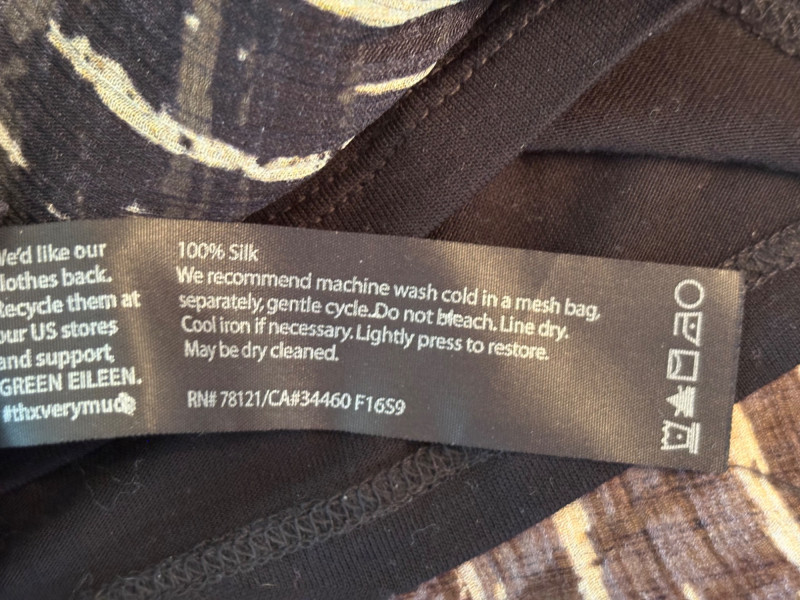 We'd like our
clothes back.
Recycle them at
our US stores
and support
GREEN EILEEN.
#thxverymuch
100% Silk
We recommend machine wash cold in a mesh bag,
separately, gentle cycle. Do not bleach. Line dry.
Cool iron if necessary. Lightly press to restore.
May be dry cleaned.
RN# 78121/CA#34460 F16S9